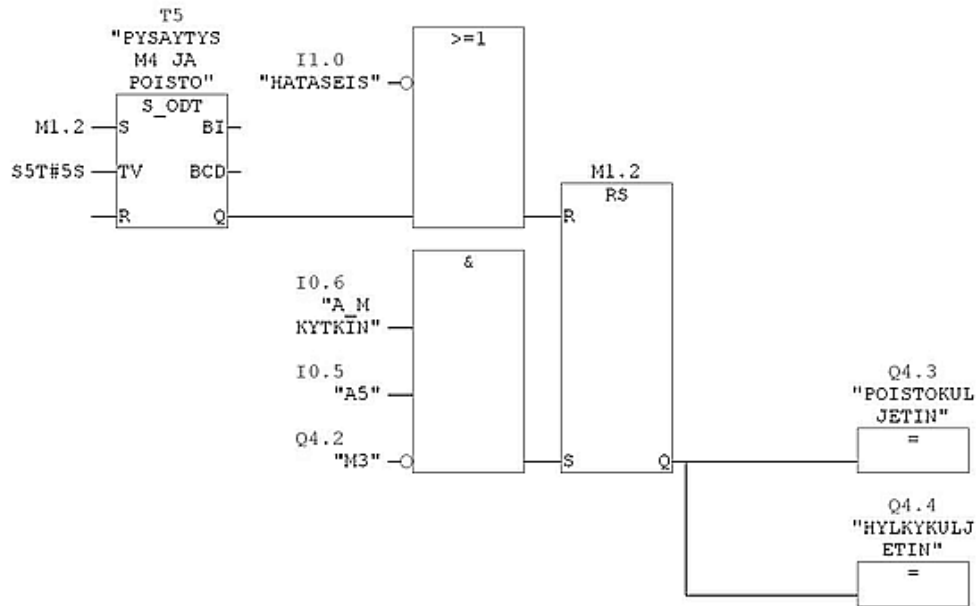 T5
"PYSAYTYS
M4 JA
POISTO"
S_ODT
M1.2
S
BI
S5T#5S
TV
BCD
R
Q
>=1
I1.0
"HATASEIS"
&
I0.6
"A_M
KYTKIN"
I0.5
"A5"
Q4.2
"M3"
M1.2
RS
R
S
Q
Q4.3
"POISTOKUL
JETIN"
=
Q4.4
"HYLKYKULJ
ETIN"
=